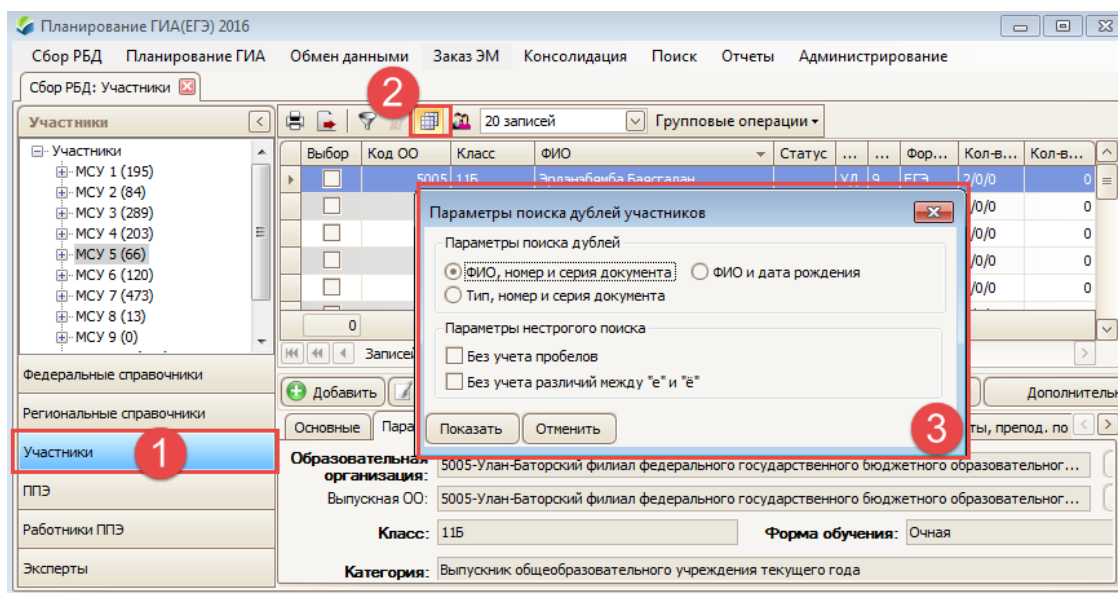 Планирование ГИА(ЕГЭ) 2016
Сбор РБД Планирование ГИА Обмен данными Заказ ЭМ Консолидация Поиск Отчеты Администрирование
Сбор РБД: Участники
2
Участники
20 записей Групповые операции
Участники
МСУ 1 (195)
МСУ 2 (84)
МСУ 3 (289)
МСУ 4 (203)
МСУ 5 (66)
МСУ 6 (120)
МСУ 7 (473)
МСУ 8 (13)
МСУ 9 (0)
Выбор Код ОО Класс ФИО Статус ... ... Фор... Кол-в... Кол-в...
5005 11Б Эрдэнэбямба Баясгалан УД 9 ЕГЭ 2/0/0 0
/0/0 0
/0/0 0
/0/0 0
/0/0 0
0
Записей
Параметры поиска дублей участников
Параметры поиска дублей
ФИО, номер и серия документа ФИО и дата рождения
Тип, номер и серия документа
Параметры нестрогого поиска
Без учета пробелов
Без учета различий между "е" и "ё"
Показать Отменить
3
Федеральные справочники
Региональные справочники
Участники
1
ППЭ
Работники ППЭ
Эксперты
Добавить Дополнитель
Основные Пара ты, препод. по
Образовательная организация: 5005-Улан-Баторский филиал федерального государственного бюджетного образовательног...
Выпускная ОО: 5005-Улан-Баторский филиал федерального государственного бюджетного образовательног...
Класс: 11Б Форма обучения: Очная
Категория: Выпускник общеобразовательного учреждения текущего года